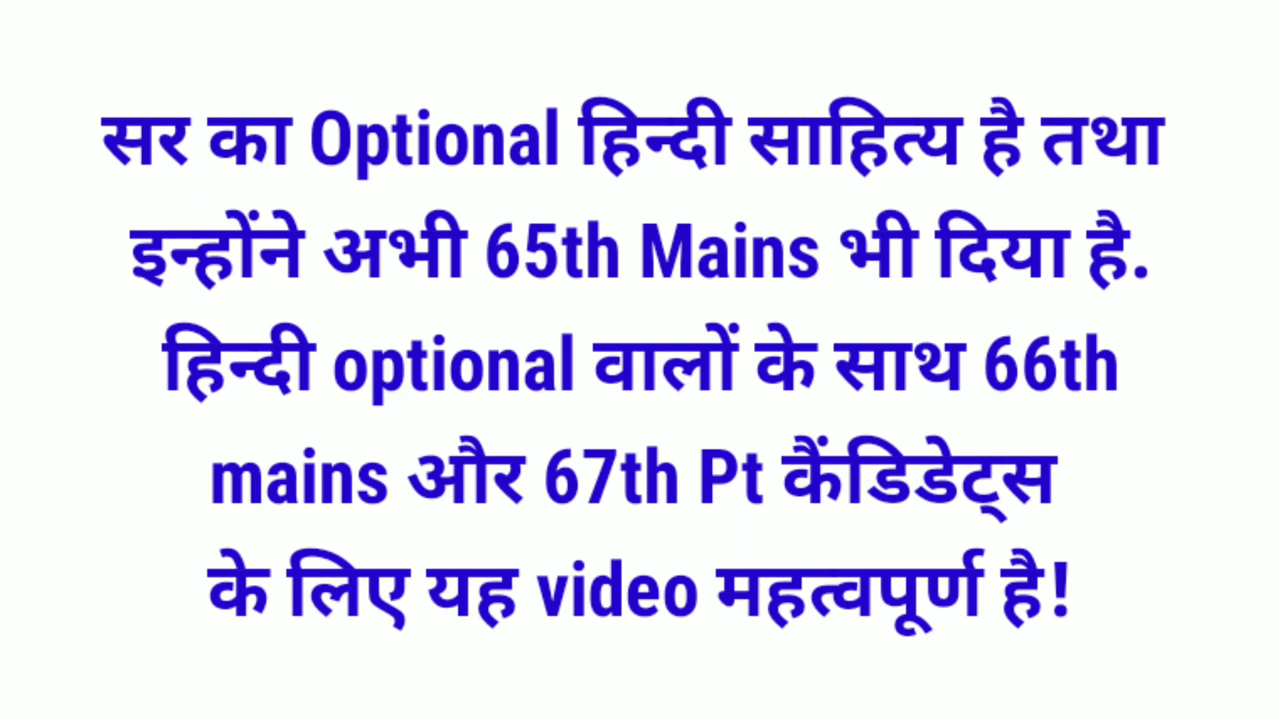 सर का Optional हिन्दी साहित्य है तथा
इन्होंने अभी 65th Mains भी दिया है.
हिन्दी optional वालों के साथ 66th
mains और 67th Pt कैंडिडेट्स
के लिए यह video महत्वपूर्ण है!